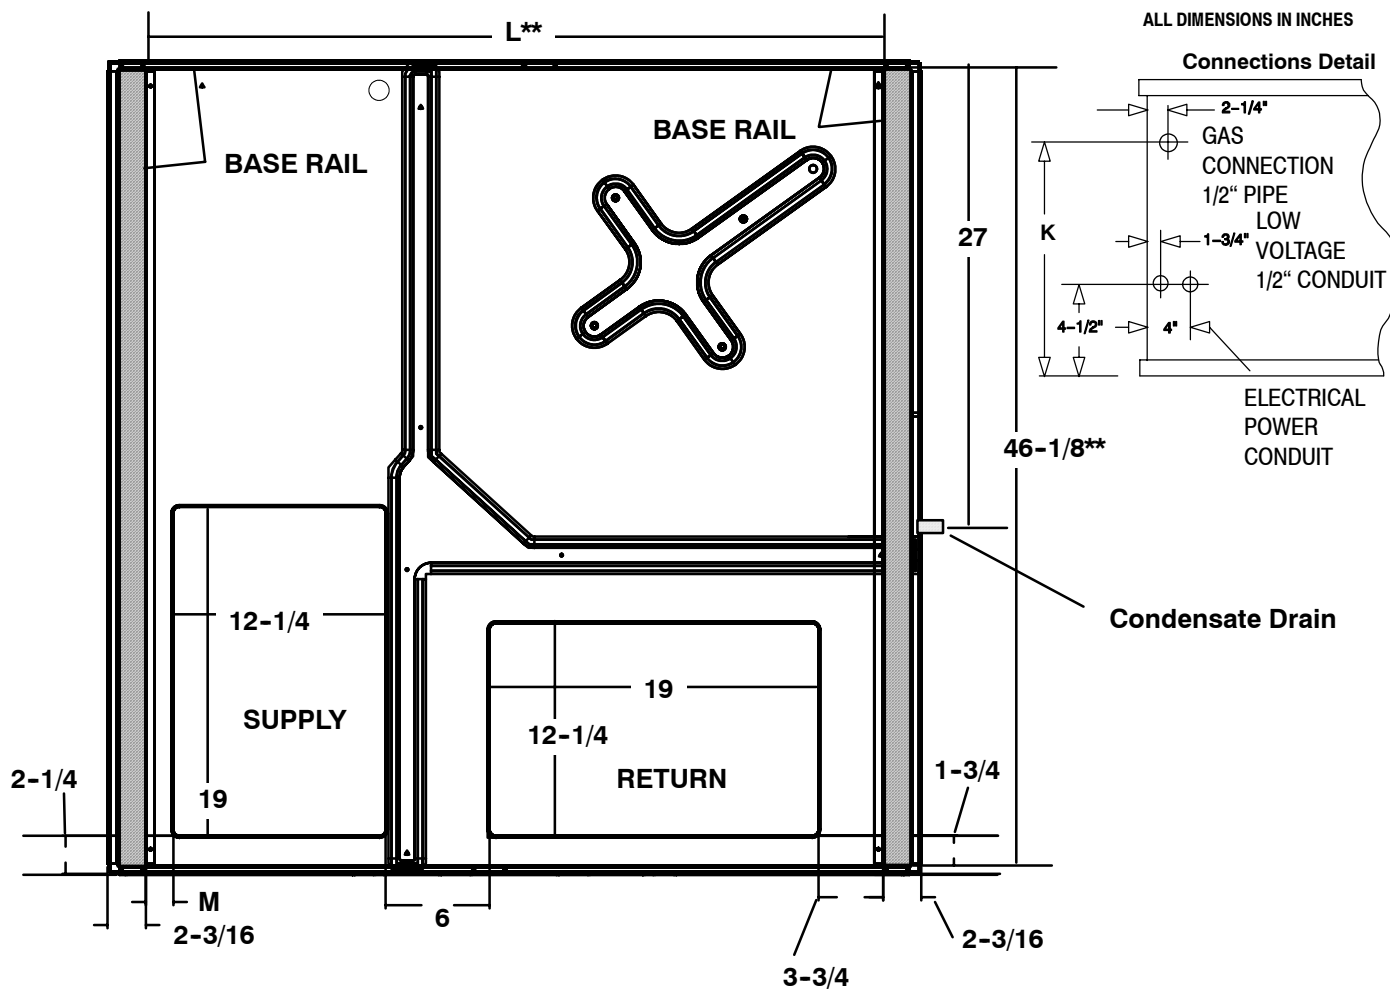 ALL DIMENSIONS IN INCHES
L**
Connections Detail
2-1/4"
BASE RAIL
BASE RAIL
GAS
CONNECTION
1/2“ PIPE
LOW
VOLTAGE
1/2“ CONDUIT
K
1-3/4"
27
4-1/2"
4"
ELECTRICAL
POWER
CONDUIT
46-1/8**
12-1/4
Condensate Drain
19
SUPPLY
12-1/4
RETURN
2-1/4
19
1-3/4
M
6
2-3/16
2-3/16
3-3/4